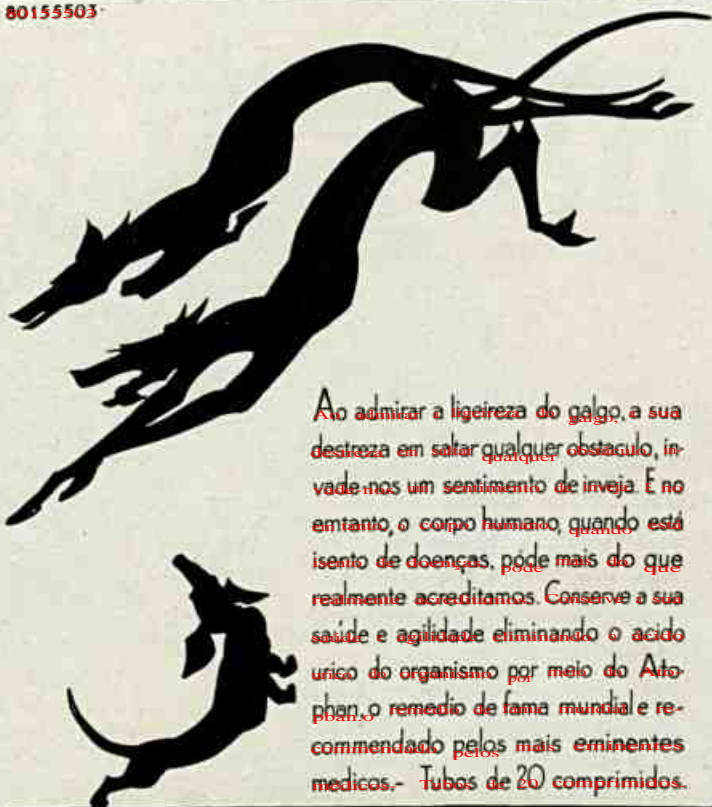 80155503
Ao admirar a ligeireza do galgo, a sua
destreza em saltar qualquer obstaculo, in-
vade-nos um sentimento de inveja. E no
emtanto, o corpo humano, quando está
isento de doenças, póde mais do que
realmente acreditamos. Conserve a sua
saúde e agilidade eliminando o acido
urico do organismo por meio do Ato-
phan, o remedio de fama mundial e re-
commendado pelos mais eminentes
medicos.- Tubos de 20 comprimidos.